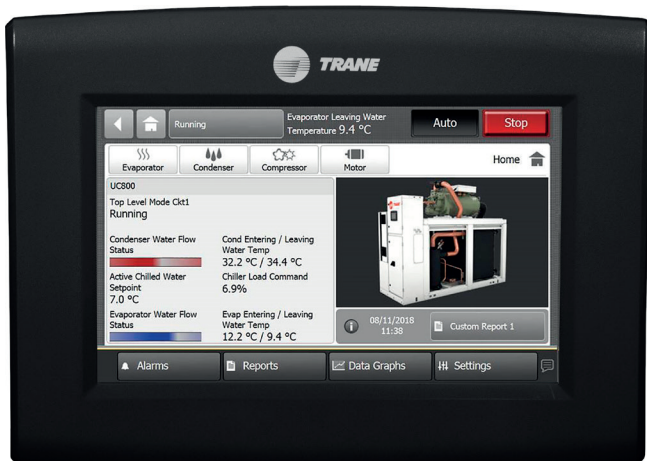 TRANE
Running
Evaporator Leaving Water
Temperature 9.4 °C
Auto
Stop
Evaporator
Condenser
Compressor
Motor
Home
UC800
Top Level Mode Ckt1
Running
Condenser Water Flow
Status
Cond Entering / Leaving
Water Temp
32.2 °C / 34.4 °C
Active Chilled Water
Setpoint
7.0 °C
Chiller Load Command
6.9%
Evaporator Water Flow
Status
Evap Entering / Leaving
Water Temp
12.2 °C / 9.4 °C
08/11/2018
11:38
Custom Report 1
Alarms
Reports
Data Graphs
Settings